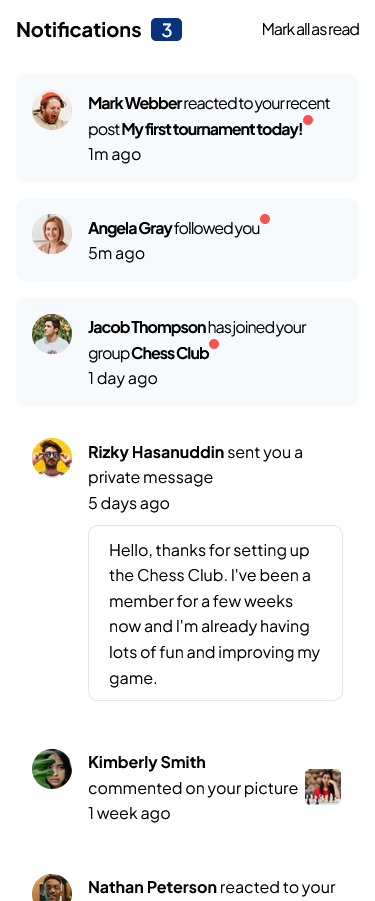 Notifications 3 Mark all as read
Mark Webber reacted to your recent
post My first tournament today!
1m ago
Angela Gray followed you
5m ago
Jacob Thompson has joined your
group Chess Club
1 day ago
Rizky Hasanuddin sent you a
private message
5 days ago
Hello, thanks for setting up
the Chess Club. I've been a
member for a few weeks
now and I'm already having
lots of fun and improving my
game.
Kimberly Smith
commented on your picture
1 week ago
Nathan Peterson reacted to your